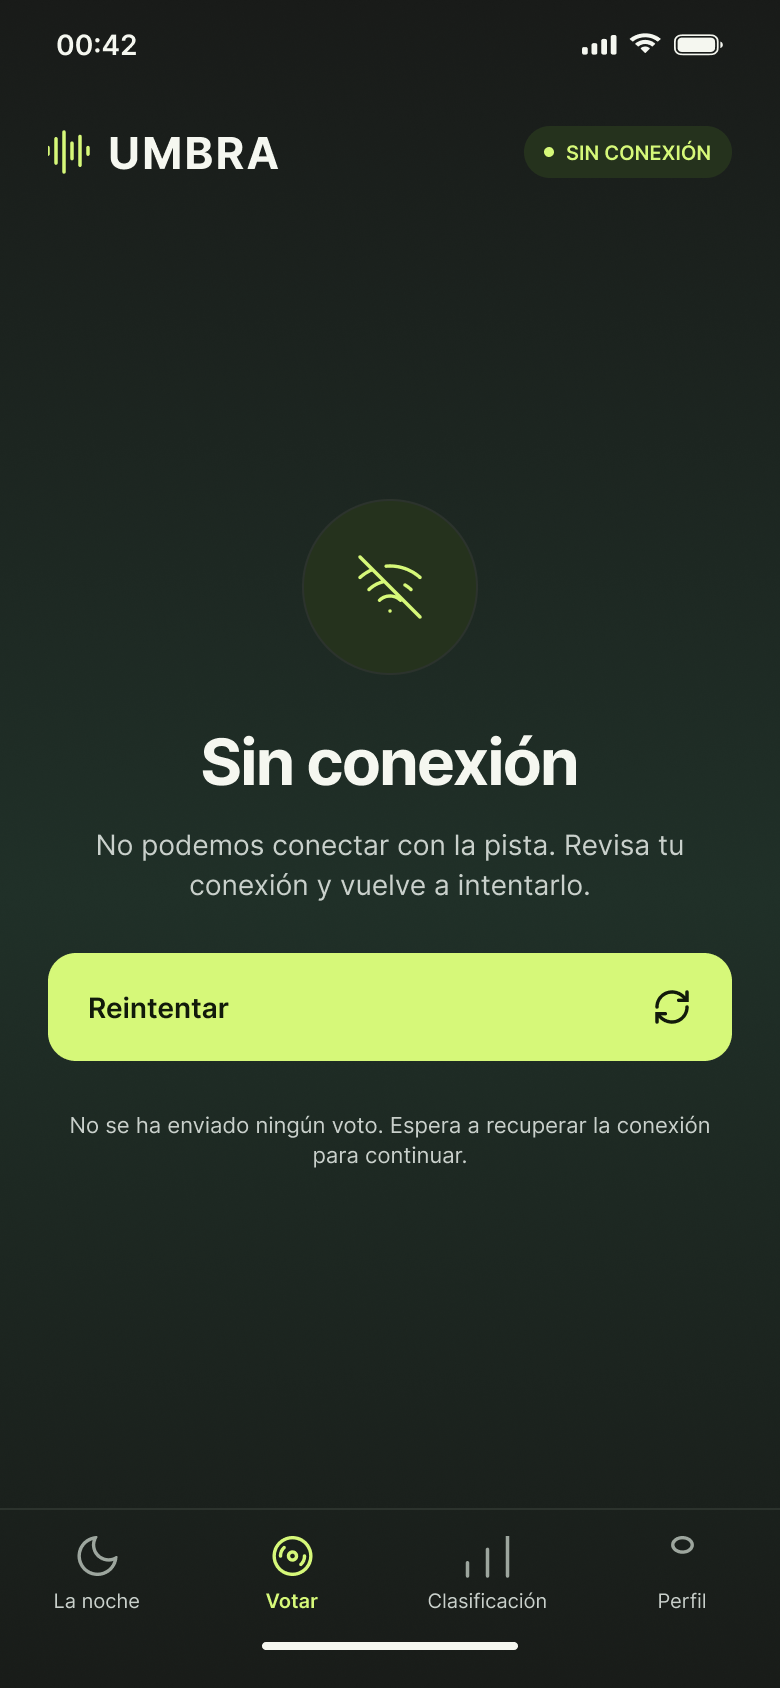 00:42
UMBRA
SIN CONEXIÓN
Sin conexión
No podemos conectar con la pista. Revisa tu
conexión y vuelve a intentarlo.
Reintentar
No se ha enviado ningún voto. Espera a recuperar la conexión
para continuar.
La noche
Votar
Clasificación
Perfil